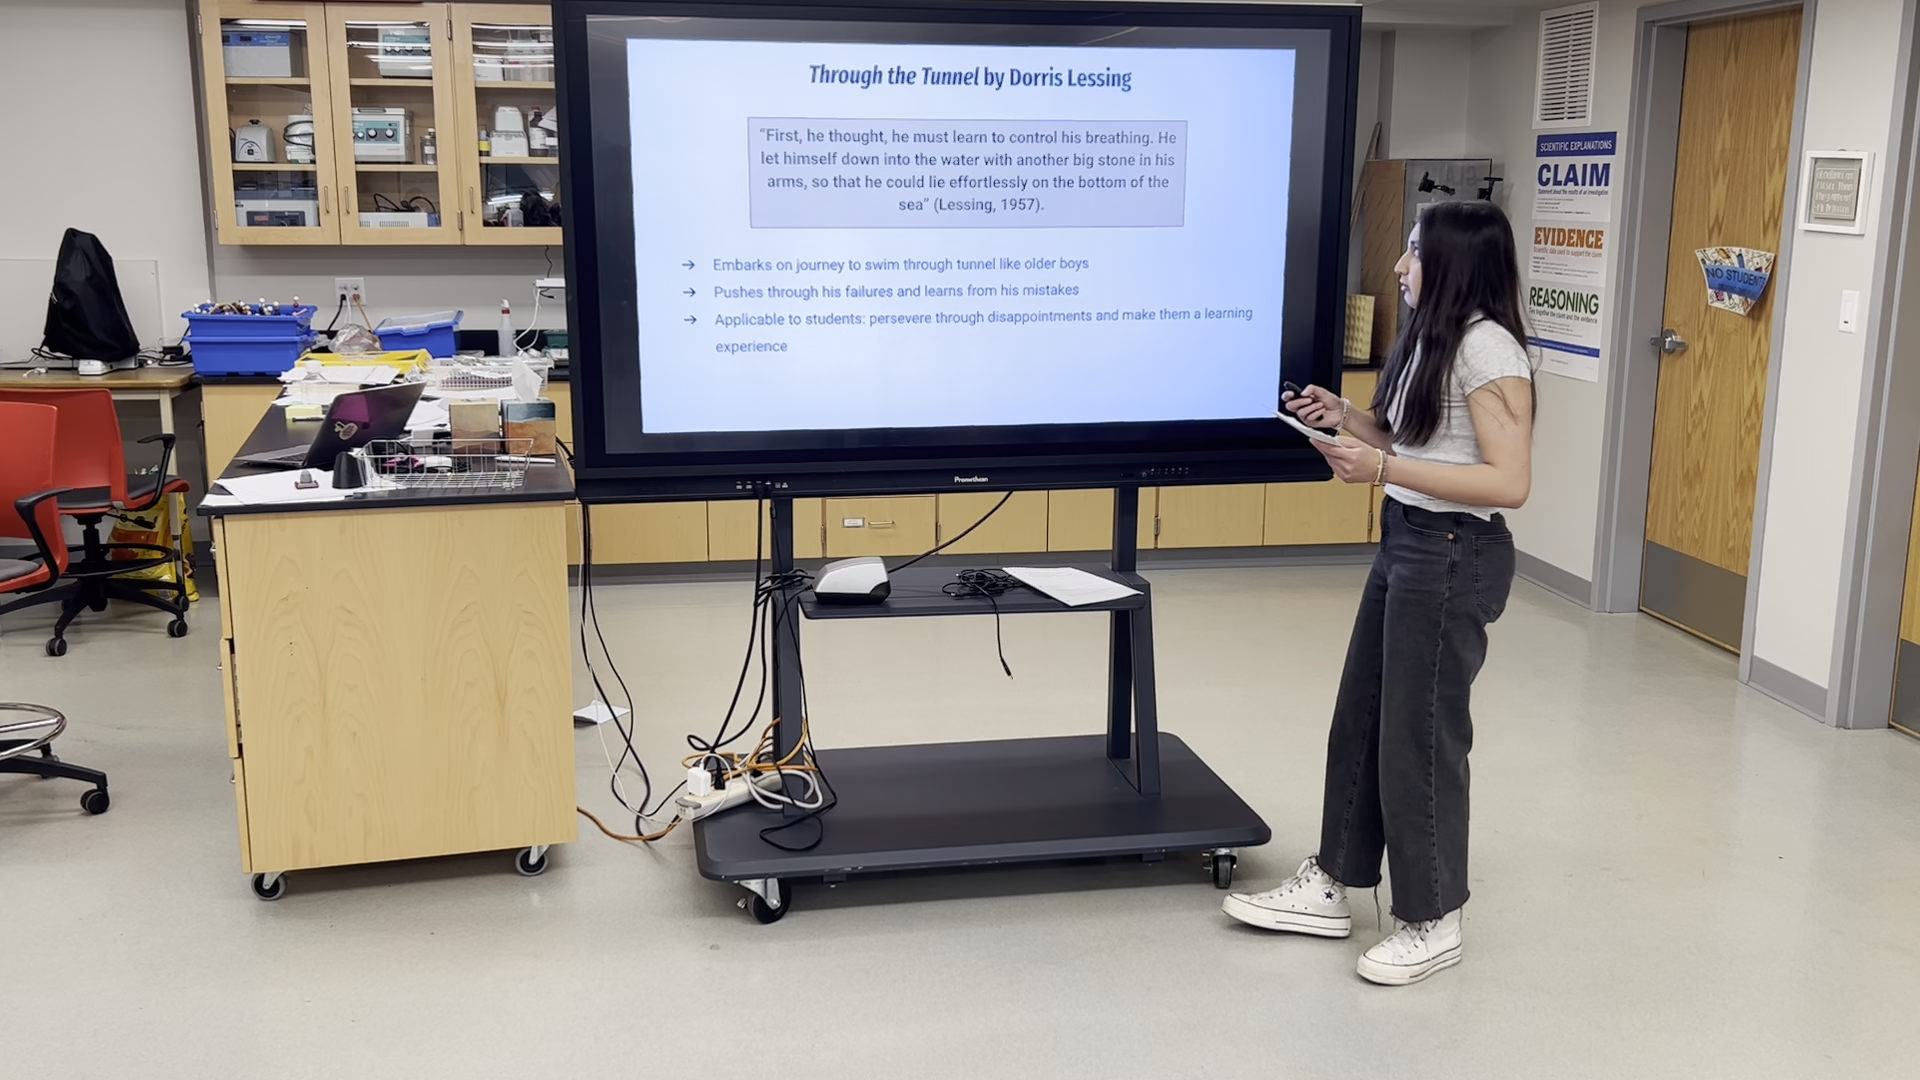 Through the Tunnel by Dorris Lessing
“First, he thought, he must learn to control his breathing. He
let himself down into the water with another big stone in his
arms, so that he could lie effortlessly on the bottom of the
sea” (Lessing, 1957).
→ Embarks on journey to swim through tunnel like older boys
→ Pushes through his failures and learns from his mistakes
→ Applicable to students: persevere through disappointments and make them a learning
experience
Promethean
SCIENTIFIC EXPLANATIONS
CLAIM
EVIDENCE
REASONING
NO STUDENT